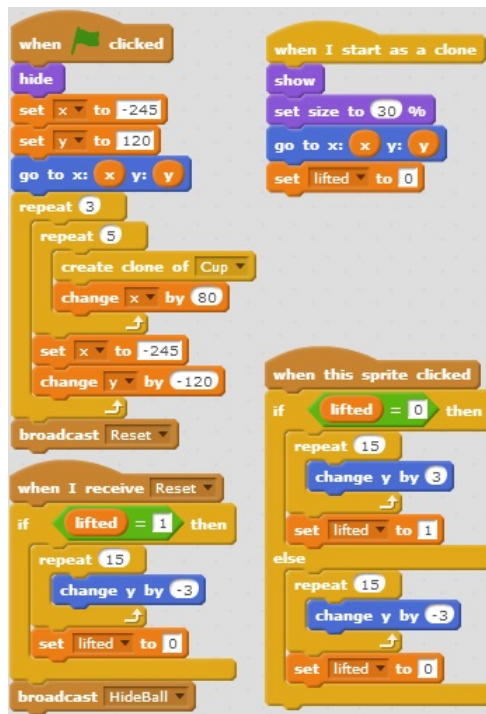 when clicked
hide
set x to -245
set y to 120
go to x: x y: y
repeat 3
repeat 5
create clone of Cup
change x by 80
set x to -245
change y by -120
broadcast Reset
when I receive Reset
if lifted = 1 then
repeat 15
change y by -3
set lifted to 0
broadcast HideBall
when I start as a clone
show
set size to 30 %
go to x: x y: y
set lifted to 0
when this sprite clicked
if lifted = 0 then
repeat 15
change y by 3
set lifted to 1
else
repeat 15
change y by -3
set lifted to 0